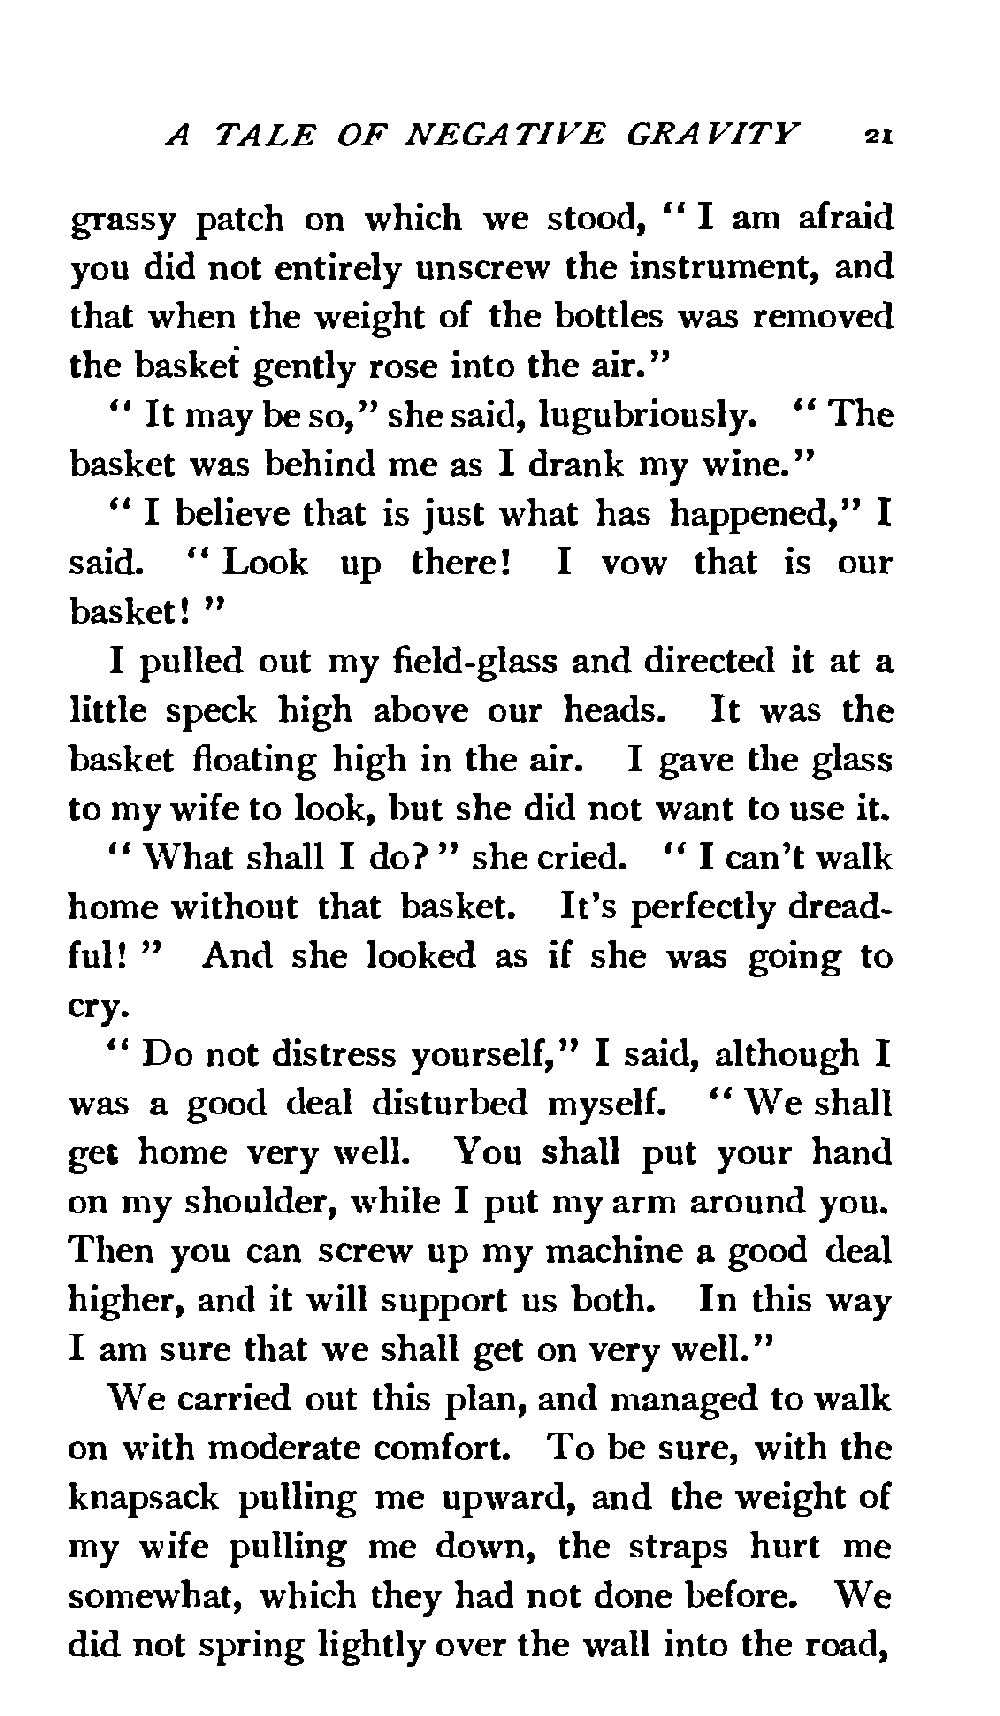 A TALE OF NEGATIVE GRAVITY 21
grassy patch on which we stood, “ I am afraid
you did not entirely unscrew the instrument, and
that when the weight of the bottles was removed
the basket gently rose into the air.”
“ It may be so,” she said, lugubriously. “ The
basket was behind me as I drank my wine.”
“ I believe that is just what has happened,” I
said. “ Look up there! I vow that is our
basket! ”
I pulled out my field-glass and directed it at a
little speck high above our heads. It was the
basket floating high in the air. I gave the glass
to my wife to look, but she did not want to use it.
“ What shall I do? ” she cried. “ I can’t walk
home without that basket. It’s perfectly dread-
ful! ” And she looked as if she was going to
cry.
“ Do not distress yourself,” I said, although I
was a good deal disturbed myself. “ We shall
get home very well. You shall put your hand
on my shoulder, while I put my arm around you.
Then you can screw up my machine a good deal
higher, and it will support us both. In this way
I am sure that we shall get on very well.”
We carried out this plan, and managed to walk
on with moderate comfort. To be sure, with the
knapsack pulling me upward, and the weight of
my wife pulling me down, the straps hurt me
somewhat, which they had not done before. We
did not spring lightly over the wall into the road,